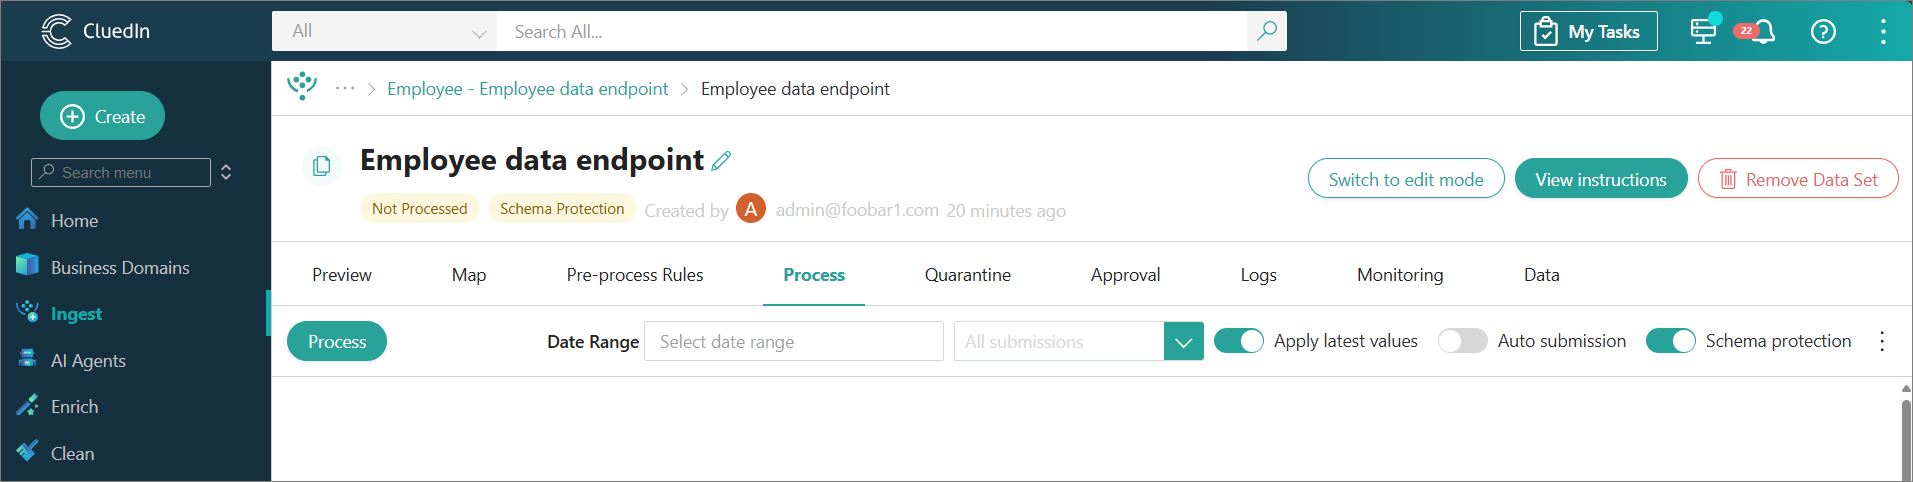 CluedIn
All
Search All...
My Tasks
22
Create
Search menu
Home
Business Domains
Ingest
AI Agents
Enrich
Clean
··· > Employee - Employee data endpoint > Employee data endpoint
Employee data endpoint
Not Processed Schema Protection Created by A admin@foobar1.com 20 minutes ago
Switch to edit mode View instructions Remove Data Set
Preview Map Pre-process Rules Process Quarantine Approval Logs Monitoring Data
Process Date Range Select date range All submissions Apply latest values Auto submission Schema protection